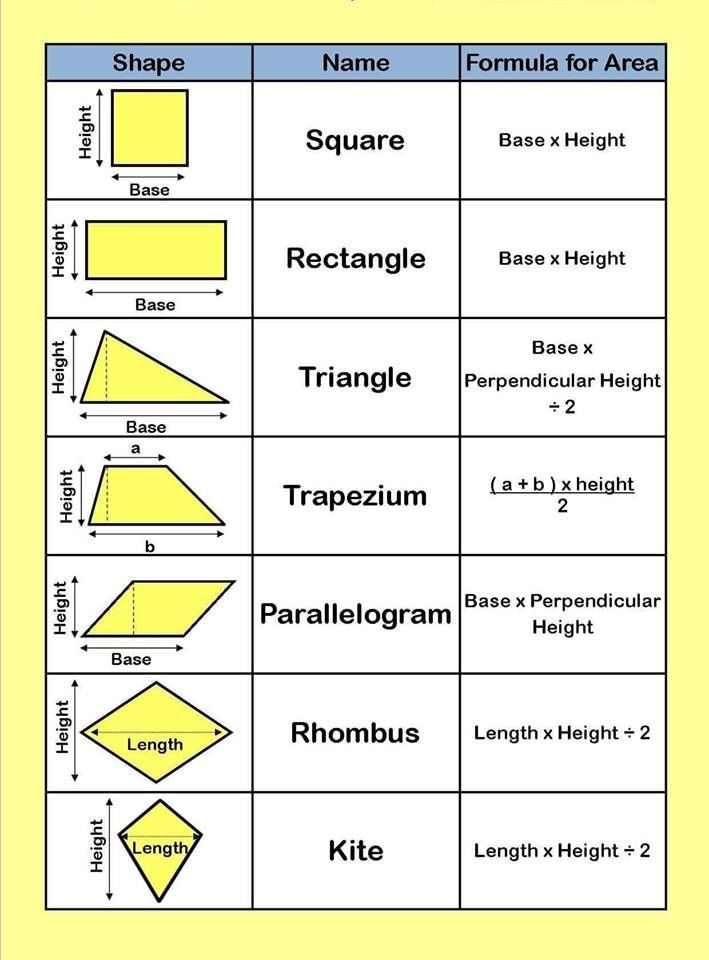 Shape Name Formula for Area
Height
Base
Square
Base x Height
Height
Base
Rectangle
Base x Height
Height
Base
Triangle
Base x
Perpendicular Height
÷ 2
a
Height
b
Trapezium
( a + b ) x height
2
Height
Base
Parallelogram
Base x Perpendicular
Height
Height
Length
Rhombus
Length x Height ÷ 2
Height
Length
Kite
Length x Height ÷ 2